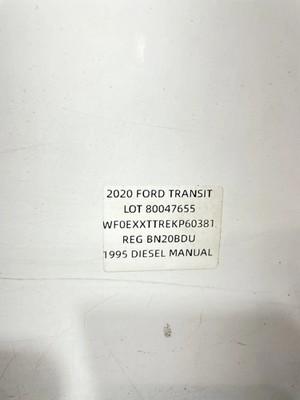 2020 FORD TRANSIT
LOT 80047655
WF0EXXTTREKP60381
REG BN20BDU
1995 DIESEL MANUAL